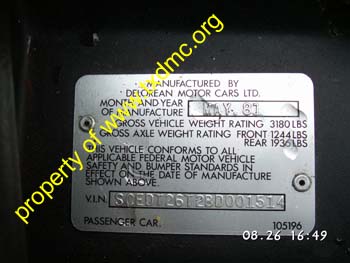 MANUFACTURED BY
DELOREAN MOTOR CARS LTD.
MONTH AND YEAR
OF MANUFACTURE MAY. 81
GROSS VEHICLE WEIGHT RATING 3180 LBS
GROSS AXLE WEIGHT RATING FRONT 1244 LBS
REAR 1936 LBS
THIS VEHICLE CONFORMS TO ALL
APPLICABLE FEDERAL MOTOR VEHICLE
SAFETY AND BUMPER STANDARDS IN
EFFECT ON THE DATE OF MANUFACTURE
SHOWN ABOVE.
V.I.N. SCEDT26T2BD001514
PASSENGER CAR. 105196
property of www.txdmc.org
08.26 16:49